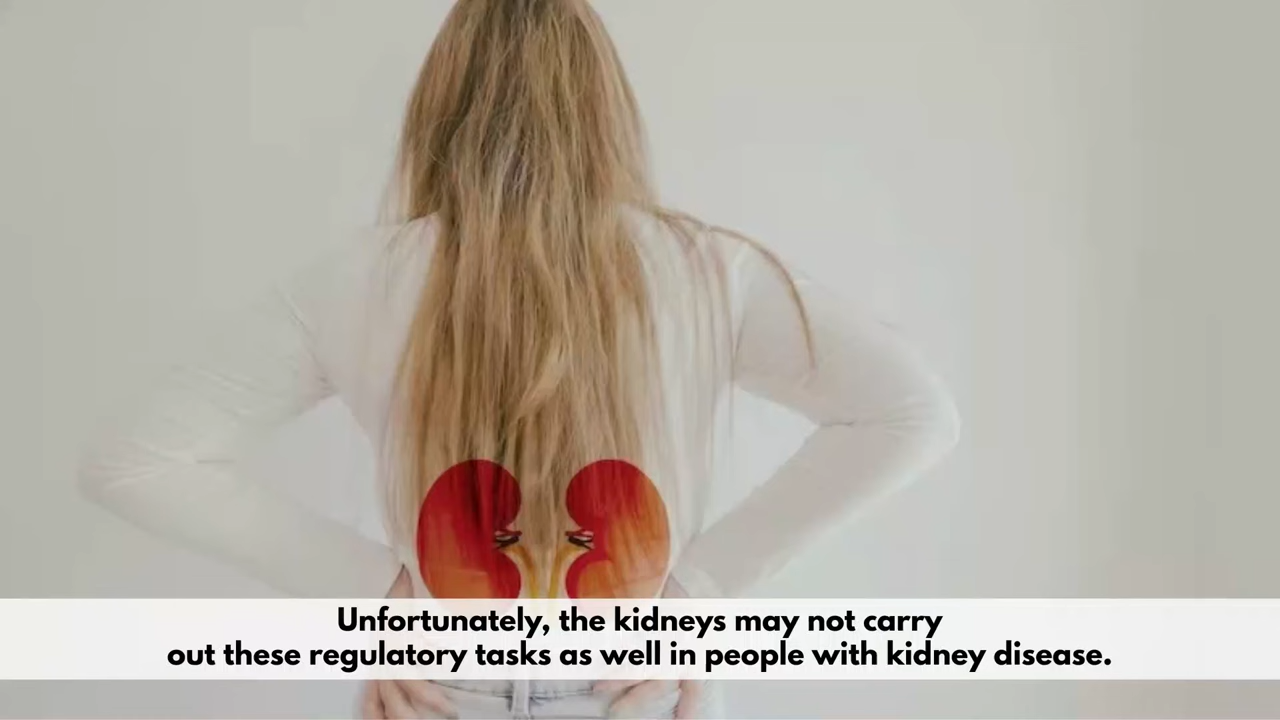 Unfortunately, the kidneys may not carry
out these regulatory tasks as well in people with kidney disease.